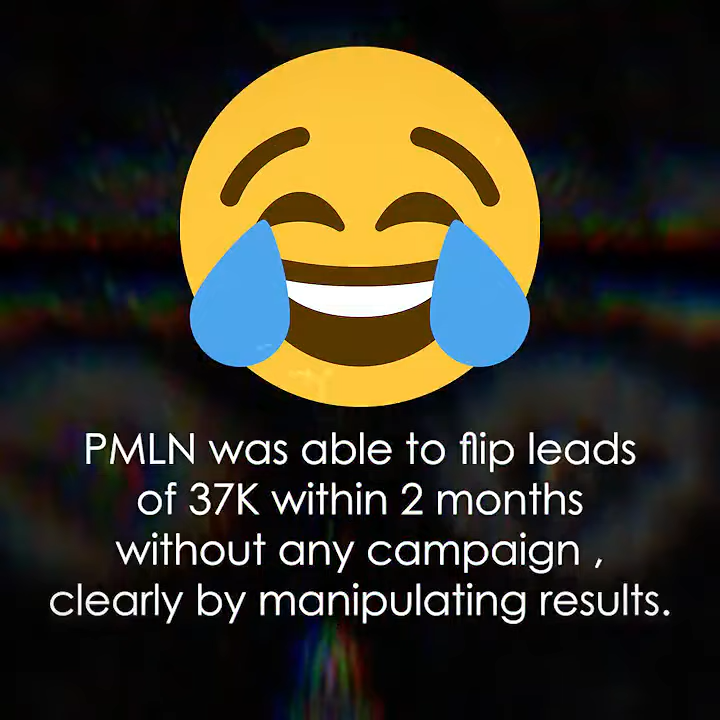 PMLN was able to flip leads
of 37K within 2 months
without any campaign ,
clearly by manipulating results.